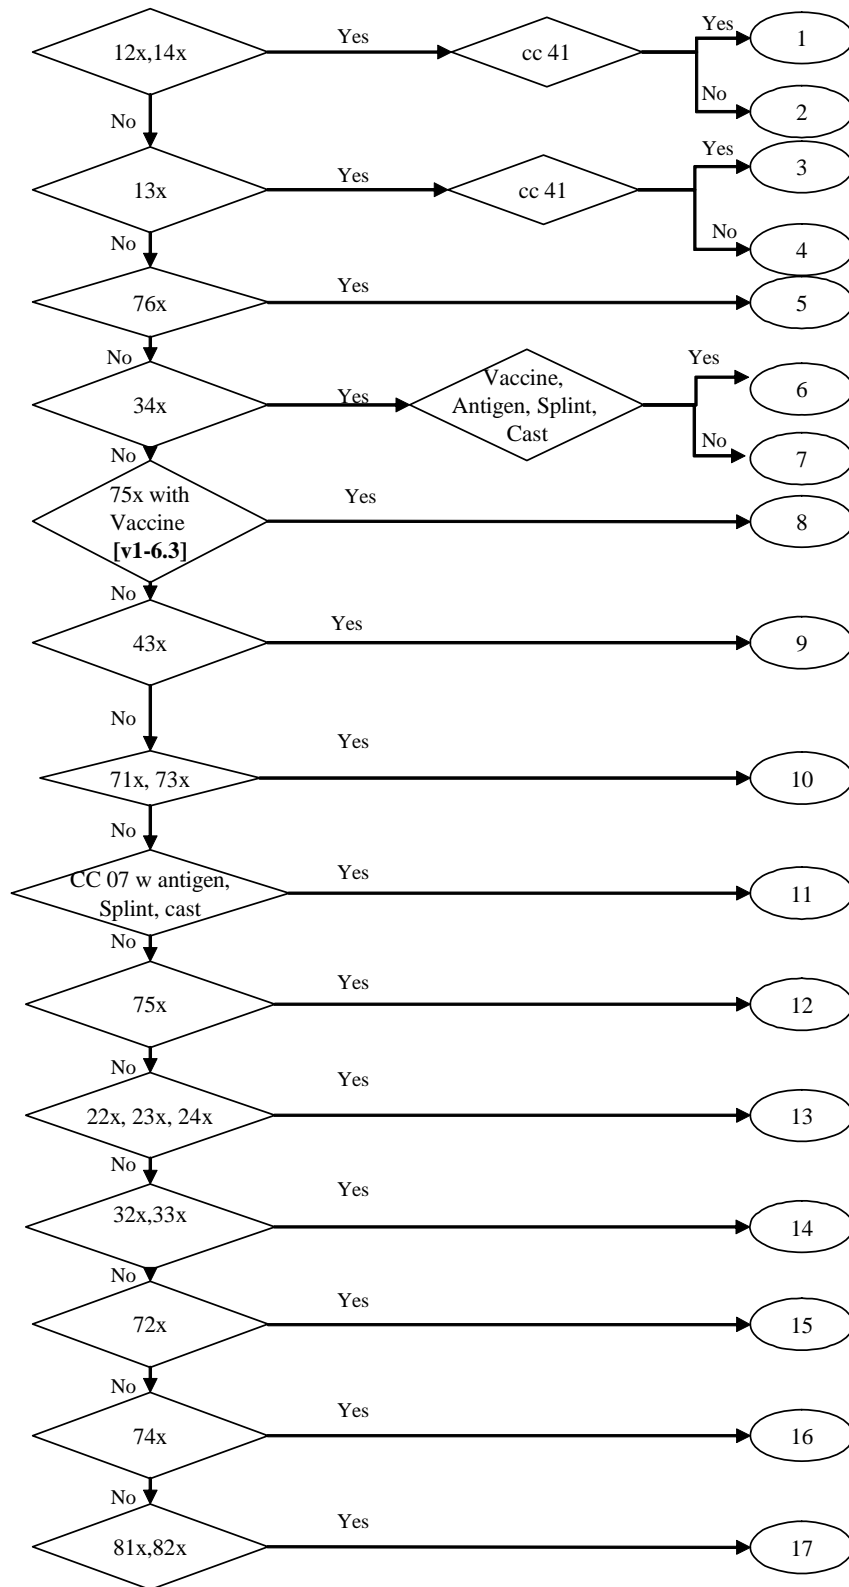 12x,14x
Yes
cc 41
Yes
1
No
2
No
13x
Yes
cc 41
Yes
3
No
4
No
76x
Yes
5
No
34x
Yes
Vaccine,
Antigen, Splint,
Cast
Yes
6
No
7
No
75x with
Vaccine
[v1-6.3]
Yes
8
No
43x
Yes
9
No
71x, 73x
Yes
10
No
CC 07 w antigen,
Splint, cast
Yes
11
No
75x
Yes
12
No
22x, 23x, 24x
Yes
13
No
32x,33x
Yes
14
No
72x
Yes
15
No
74x
Yes
16
No
81x,82x
Yes
17